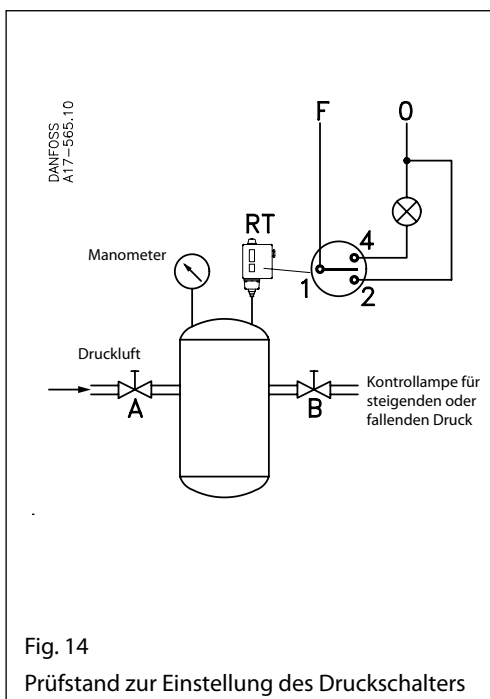 DANFOSS
A17-565.10
F
0
RT
4
1
2
Manometer
Druckluft
A
B
Kontrollampe für
steigenden oder
fallenden Druck
Fig. 14
Prüfstand zur Einstellung des Druckschalters